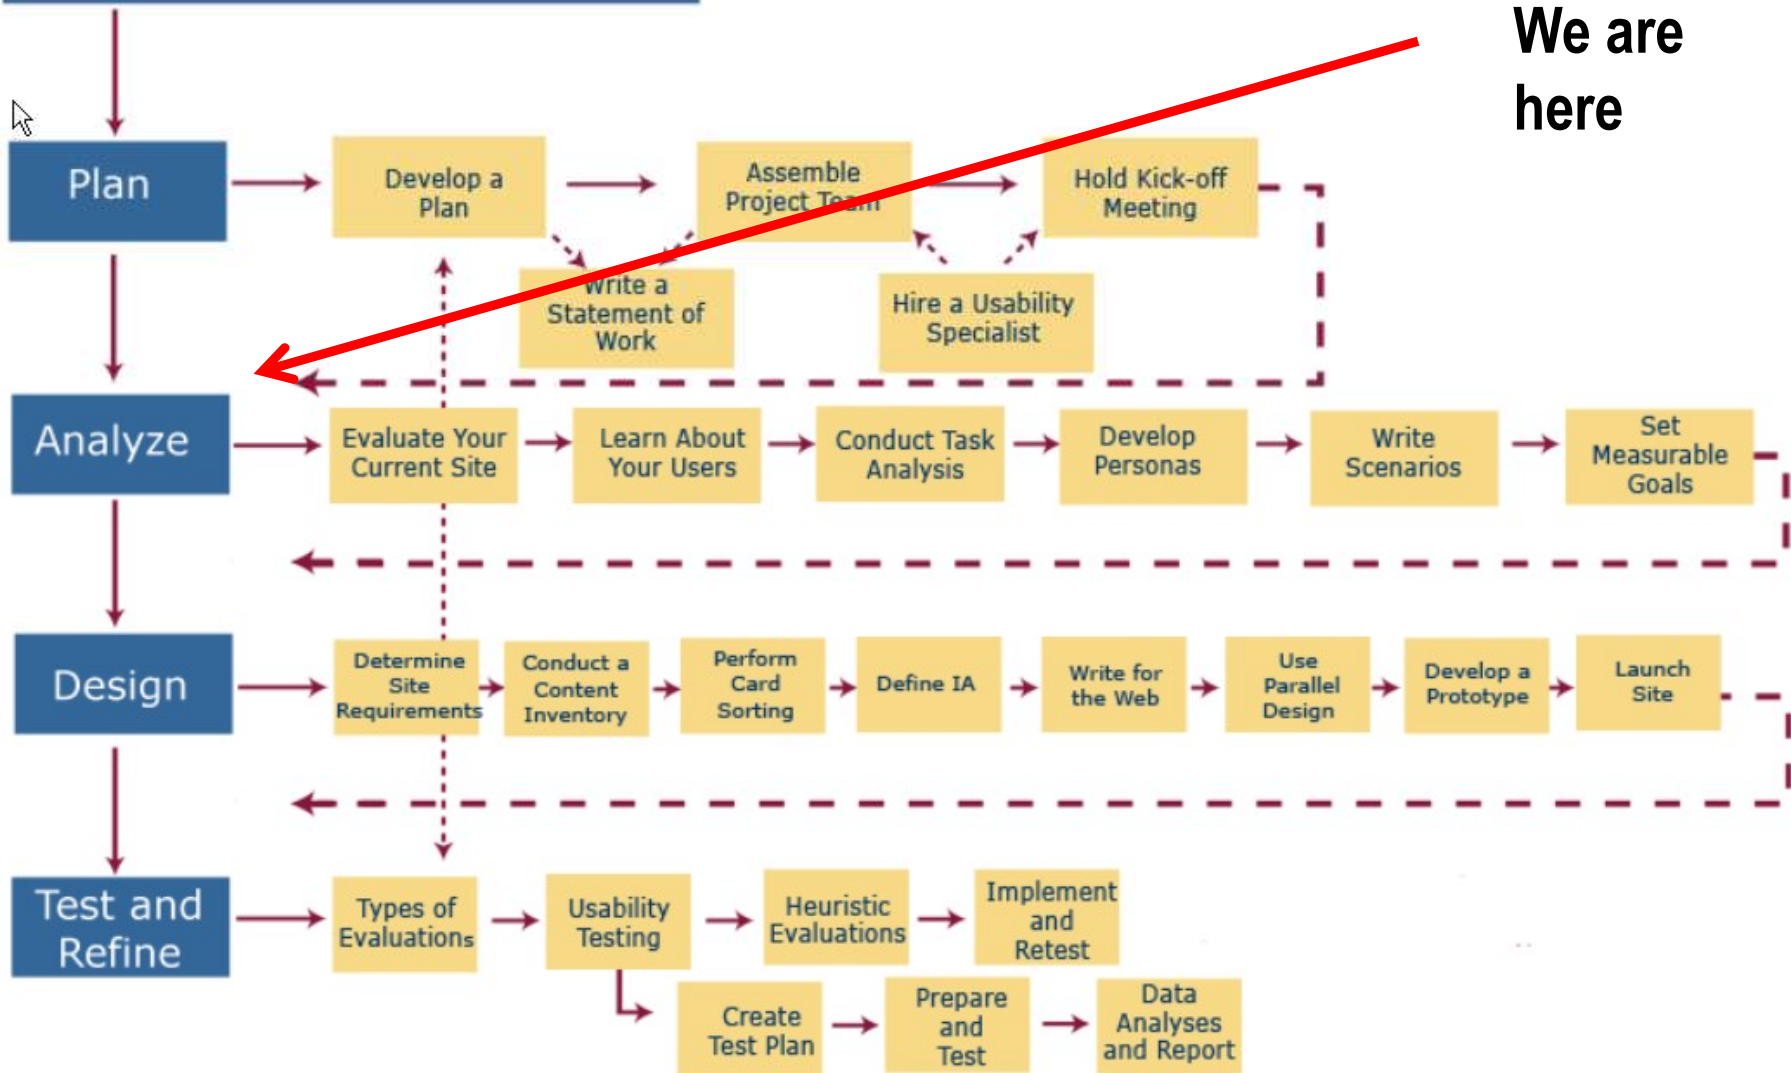 We are
here
Plan
Develop a
Plan
Assemble
Project Team
Hold Kick-off
Meeting
Write a
Statement of
Work
Hire a Usability
Specialist
Analyze
Evaluate Your
Current Site
Learn About
Your Users
Conduct Task
Analysis
Develop
Personas
Write
Scenarios
Set
Measurable
Goals
Design
Determine
Site
Requirements
Conduct a
Content
Inventory
Perform
Card
Sorting
Define IA
Write for
the Web
Use
Parallel
Design
Develop a
Prototype
Launch
Site
Test and
Refine
Types of
Evaluations
Usability
Testing
Heuristic
Evaluations
Implement
and
Retest
Create
Test Plan
Prepare
and
Test
Data
Analyses
and Report